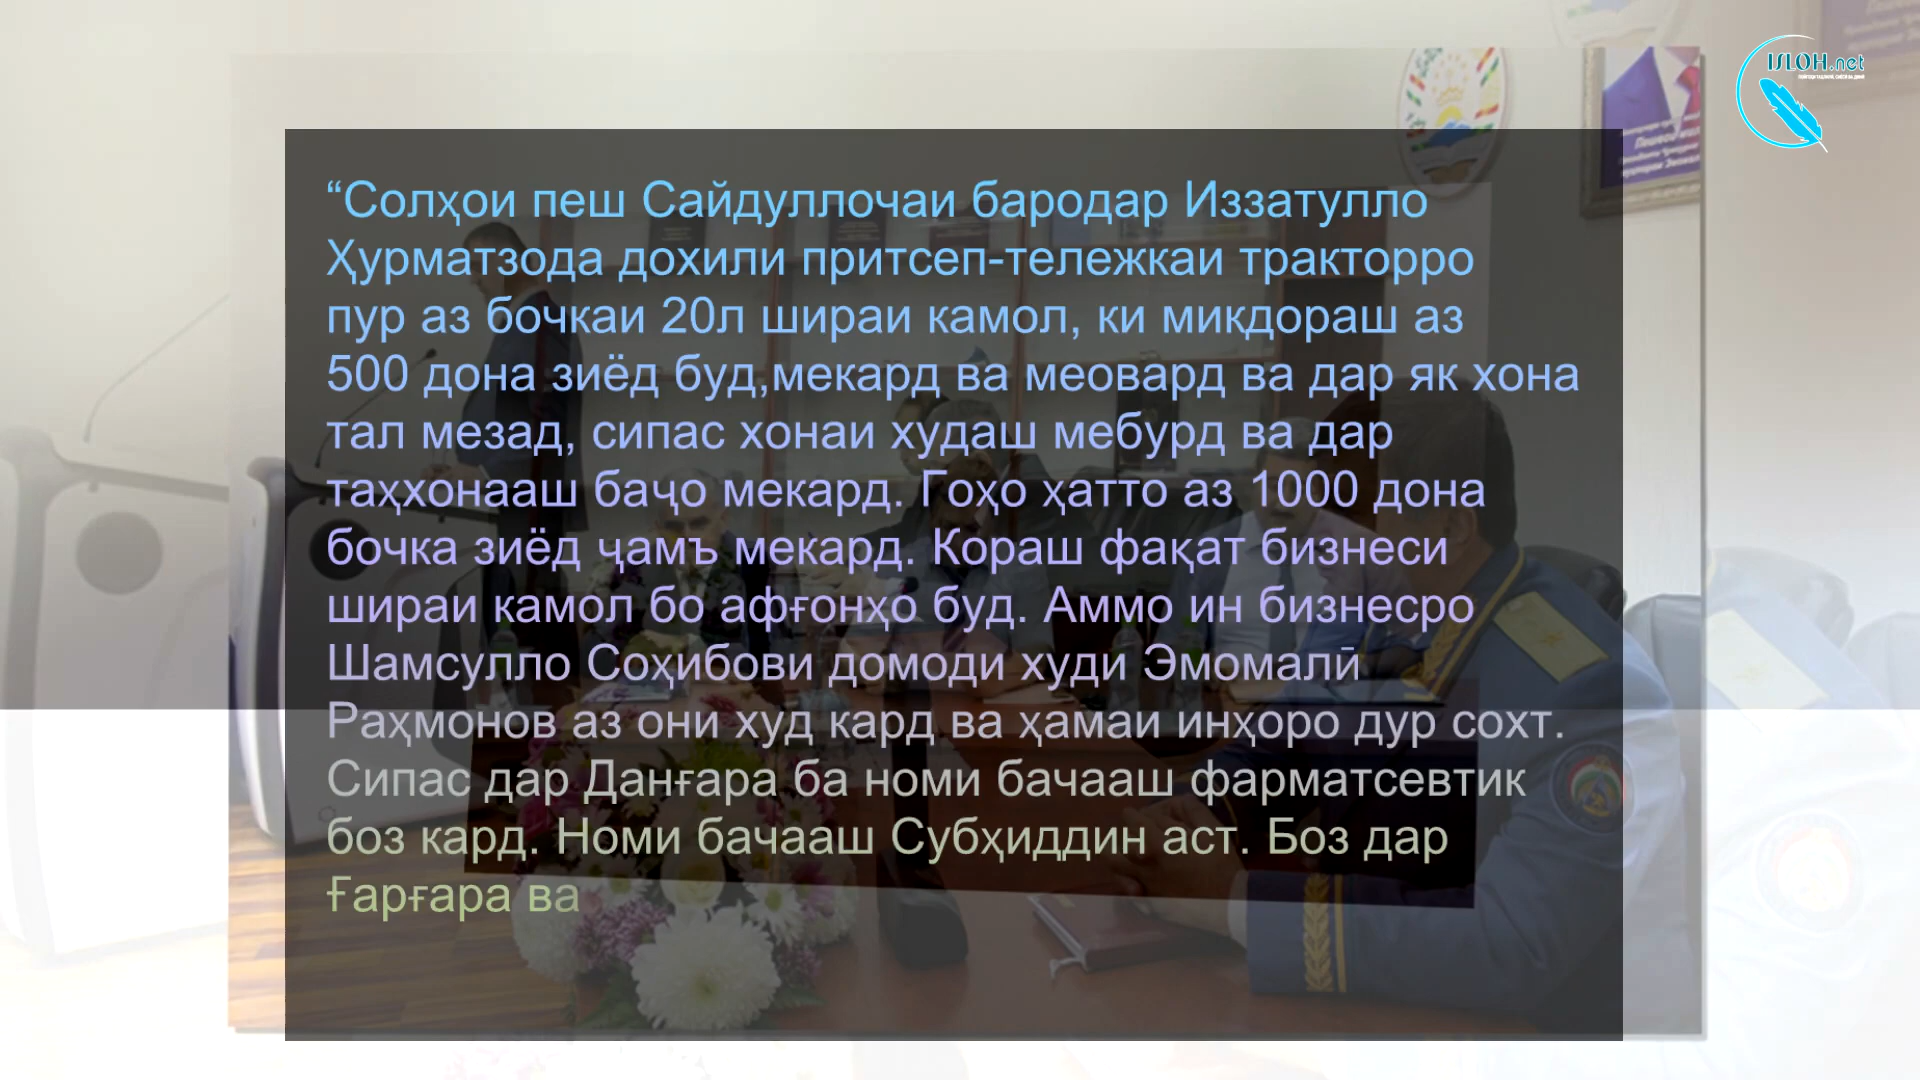 ISLOH.net
“Солҳои пеш Сайдуллочаи бародар Иззатулло
Ҳурматзода дохили притсеп-тележкаи тракторро
пур аз бочкаи 20л шираи камол, ки микдораш аз
500 дона зиёд буд,мекард ва меовард ва дар як хона
тал мезад, сипас хонаи худаш мебурд ва дар
таҳхонааш баҷо мекард. Гоҳо ҳатто аз 1000 дона
бочка зиёд ҷамъ мекард. Кораш фақат бизнеси
шираи камол бо афғонҳо буд. Аммо ин бизнесро
Шамсулло Соҳибови домоди худи Эмомалӣ
Раҳмонов аз они худ кард ва ҳамаи инҳоро дур сохт.
Сипас дар Данғара ба номи бачааш фарматсевтик
боз кард. Номи бачааш Субҳиддин аст. Боз дар
Ғарғара ва